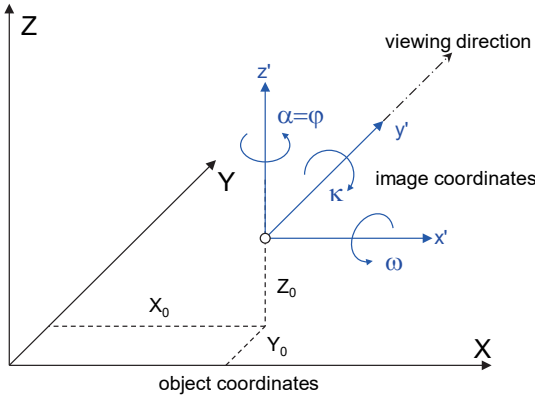 Z
viewing direction
z'
α=φ
y'
Y
κ
image coordinates
x'
ω
Z₀
X₀
Y₀
X
object coordinates